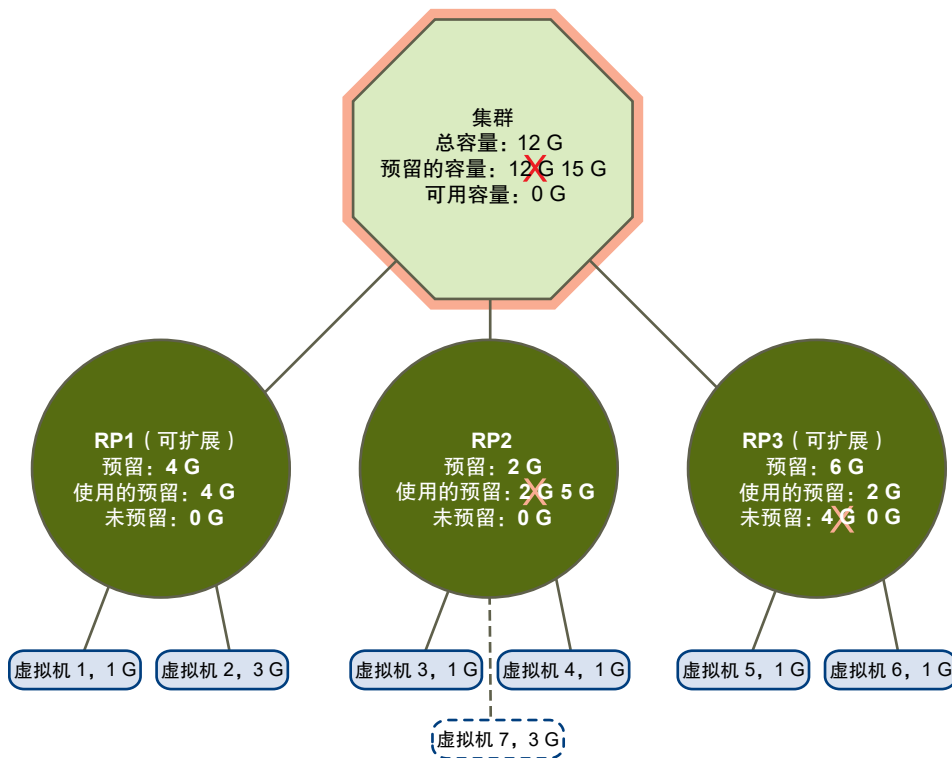 集群
总容量：12 G
预留的容量：12 G 15 G
可用容量：0 G
RP1（可扩展）
预留：4 G
使用的预留：4 G
未预留：0 G
RP2
预留：2 G
使用的预留：2 G 5 G
未预留：0 G
RP3（可扩展）
预留：6 G
使用的预留：2 G
未预留：4 G 0 G
虚拟机 1，1 G
虚拟机 2，3 G
虚拟机 3，1 G
虚拟机 4，1 G
虚拟机 5，1 G
虚拟机 6，1 G
虚拟机 7，3 G